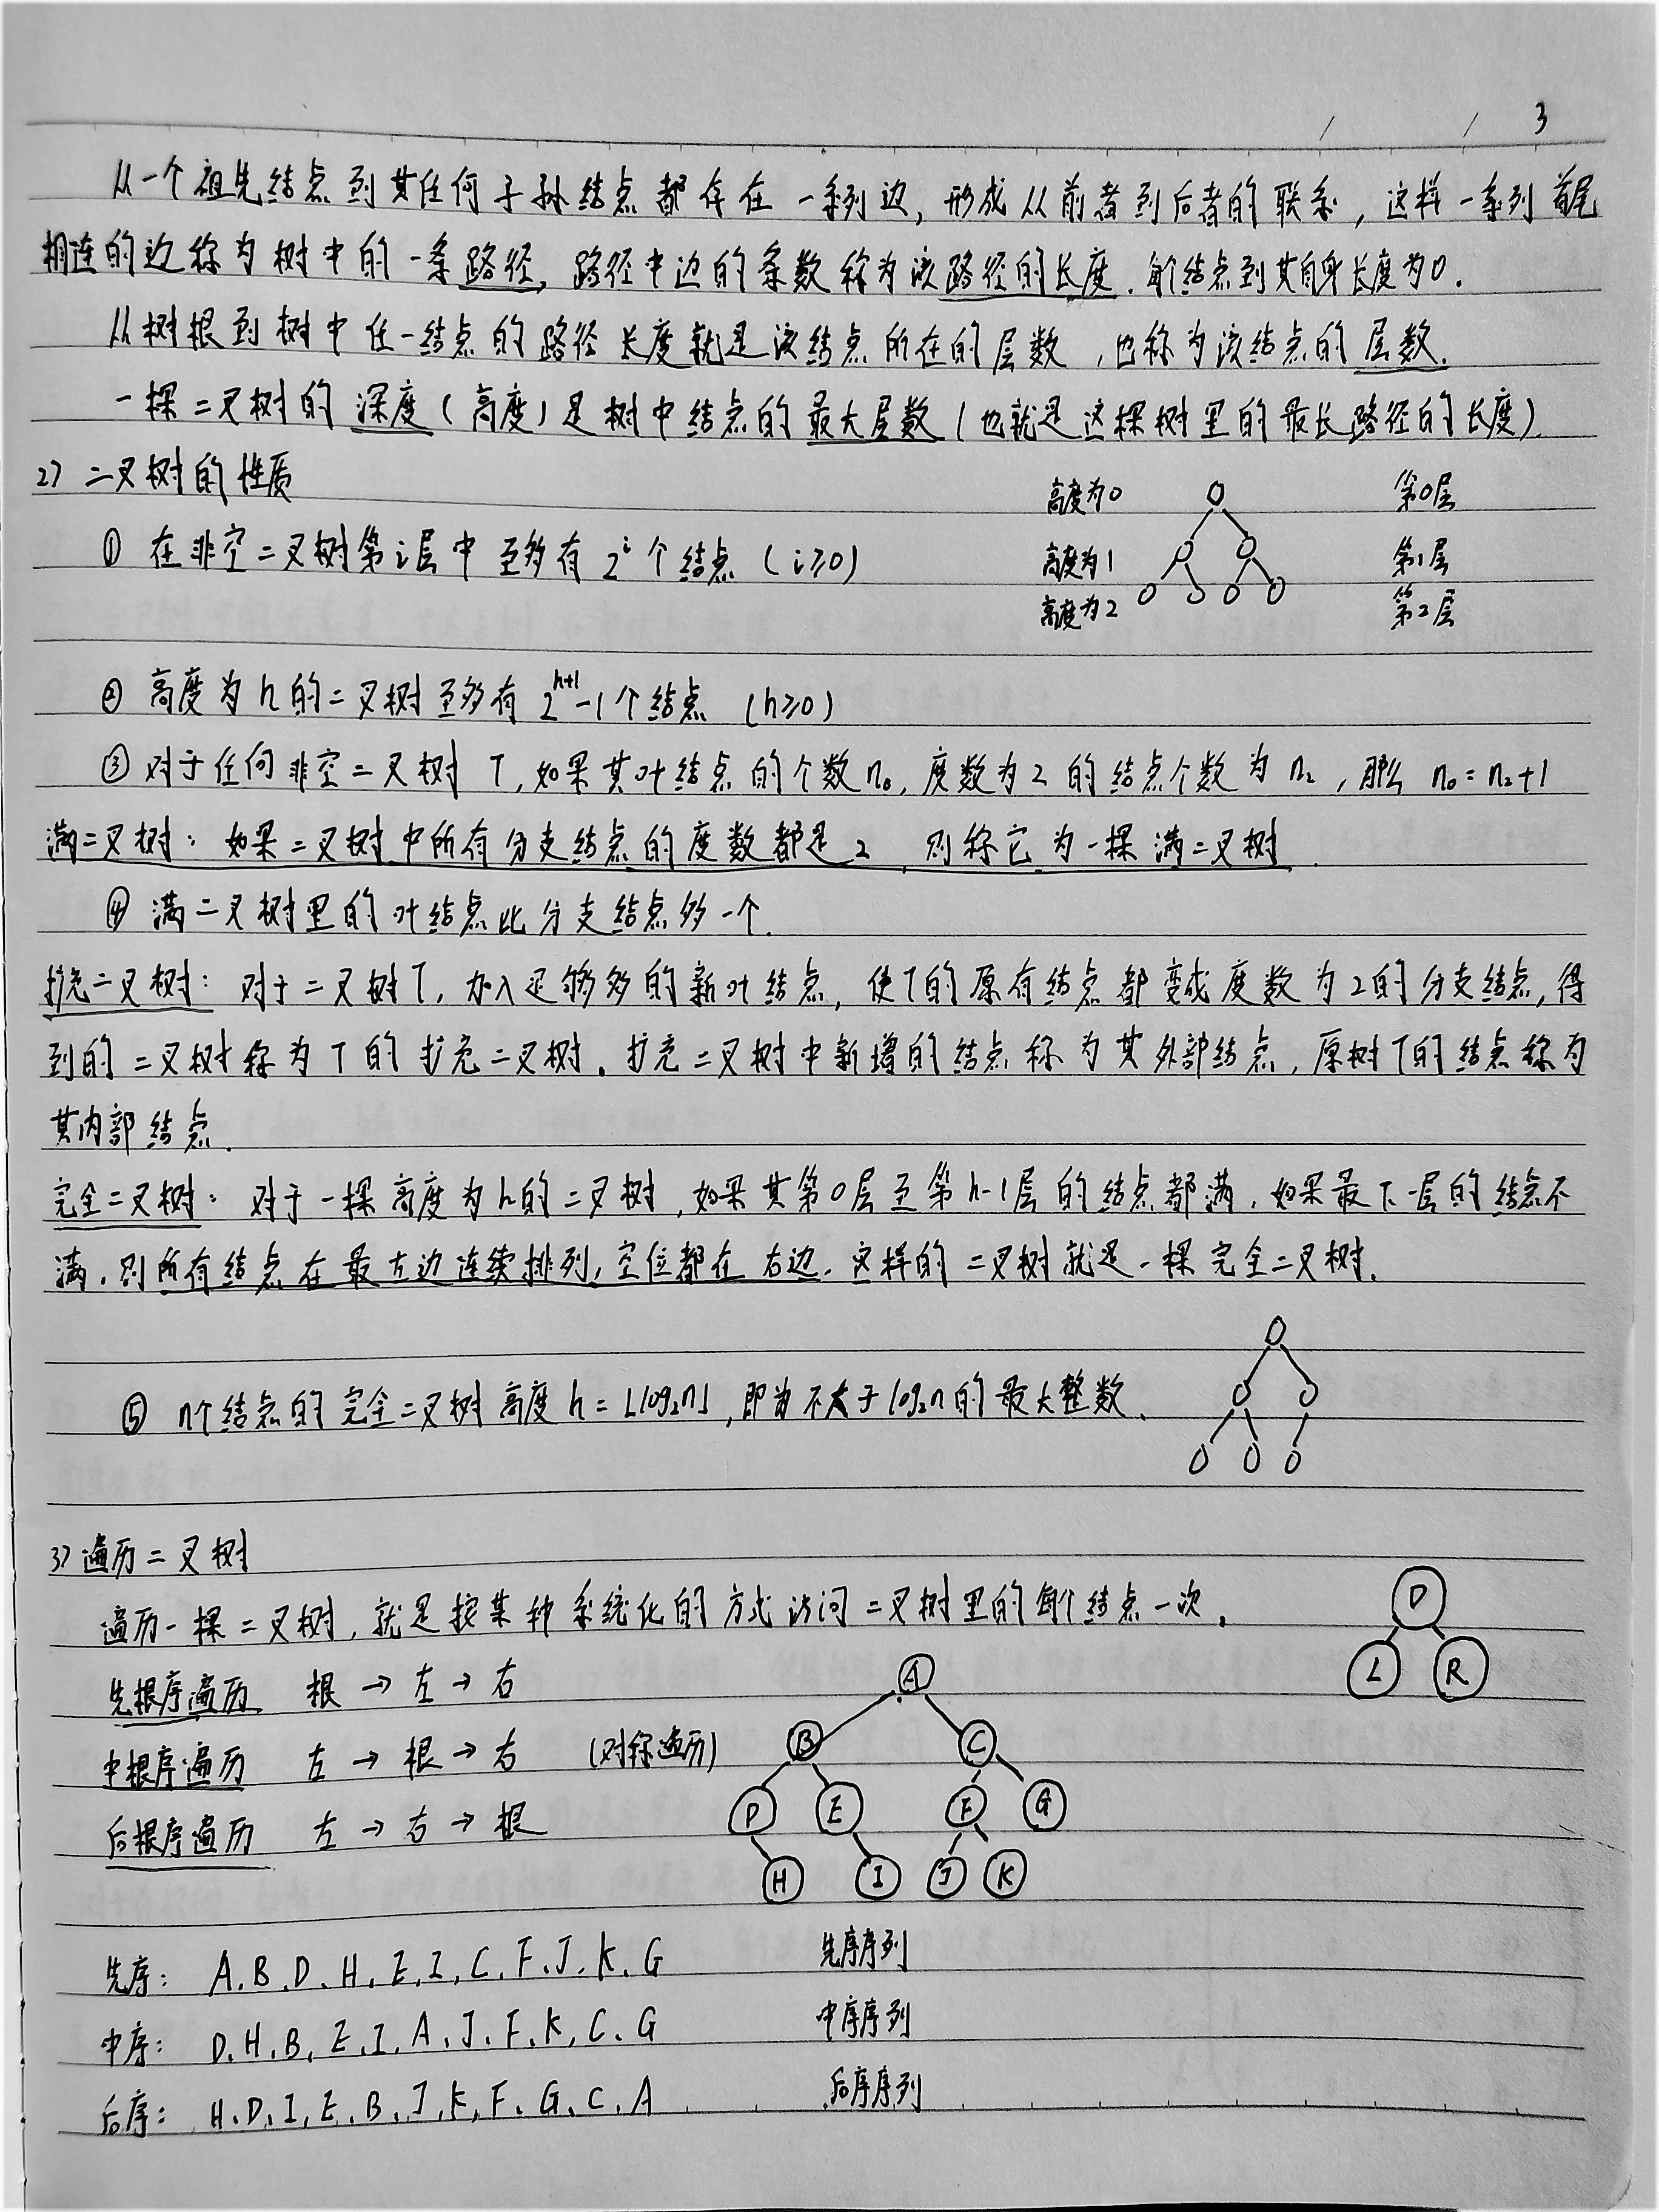 3
从一个祖先结点到其任何子孙结点都存在一系列边, 形成从前者到后者的联系, 这样一系列首尾
相连的边称为树中的一条路径, 路径中边的条数称为该路径的长度. 每个结点到其自身长度为0.
从树根到树中任一结点的路径长度就是该结点所在的层数, 也称为该结点的层数.
一棵二叉树的深度(高度)是树中结点的最大层数(也就是这棵树里的最长路径的长度).
2) 二叉树的性质
高度为0 第0层
① 在非空二叉树第i层中至多有 2^i 个结点 (i≥0)
高度为1 第1层
高度为2 第2层
② 高度为h的二叉树至多有 2^{h+1}-1个结点 (h≥0)
③ 对于任何非空二叉树T, 如果其叶结点的个数n₀, 度数为2的结点个数为n₂, 那么 n₀=n₂+1
满二叉树: 如果二叉树中所有分支结点的度数都是2, 则称它为一棵满二叉树.
④ 满二叉树里的叶结点比分支结点多一个.
扩充二叉树: 对于二叉树T, 加入足够多的新叶结点, 使T的原有结点都变成度数为2的分支结点, 得
到的二叉树称为T的扩充二叉树. 扩充二叉树中新增的结点称为其外部结点, 原树T的结点称为
其内部结点.
完全二叉树: 对于一棵高度为h的二叉树, 如果其第0层至第h-1层的结点都满. 如果最下一层的结点不
满. 则所有结点在最左边连续排列, 空位都在右边. 这样的二叉树就是一棵完全二叉树.
⑤ n个结点的完全二叉树高度 h=⌊log₂n⌋, 即为不大于log₂n的最大整数.
3) 遍历二叉树
遍历一棵二叉树, 就是按某种系统化的方式访问二叉树里的每个结点一次.
D
L R
先根序遍历 根→左→右
中根序遍历 左→根→右 (对称遍历)
后根序遍历 左→右→根
A
B C
D E F G
H I J K
先序: A.B.D.H.E.I.C.F.J.K.G 先序序列
中序: D.H.B.E.I.A.J.F.K.C.G 中序序列
后序: H.D.I.E.B.J.K.F.G.C.A 后序序列